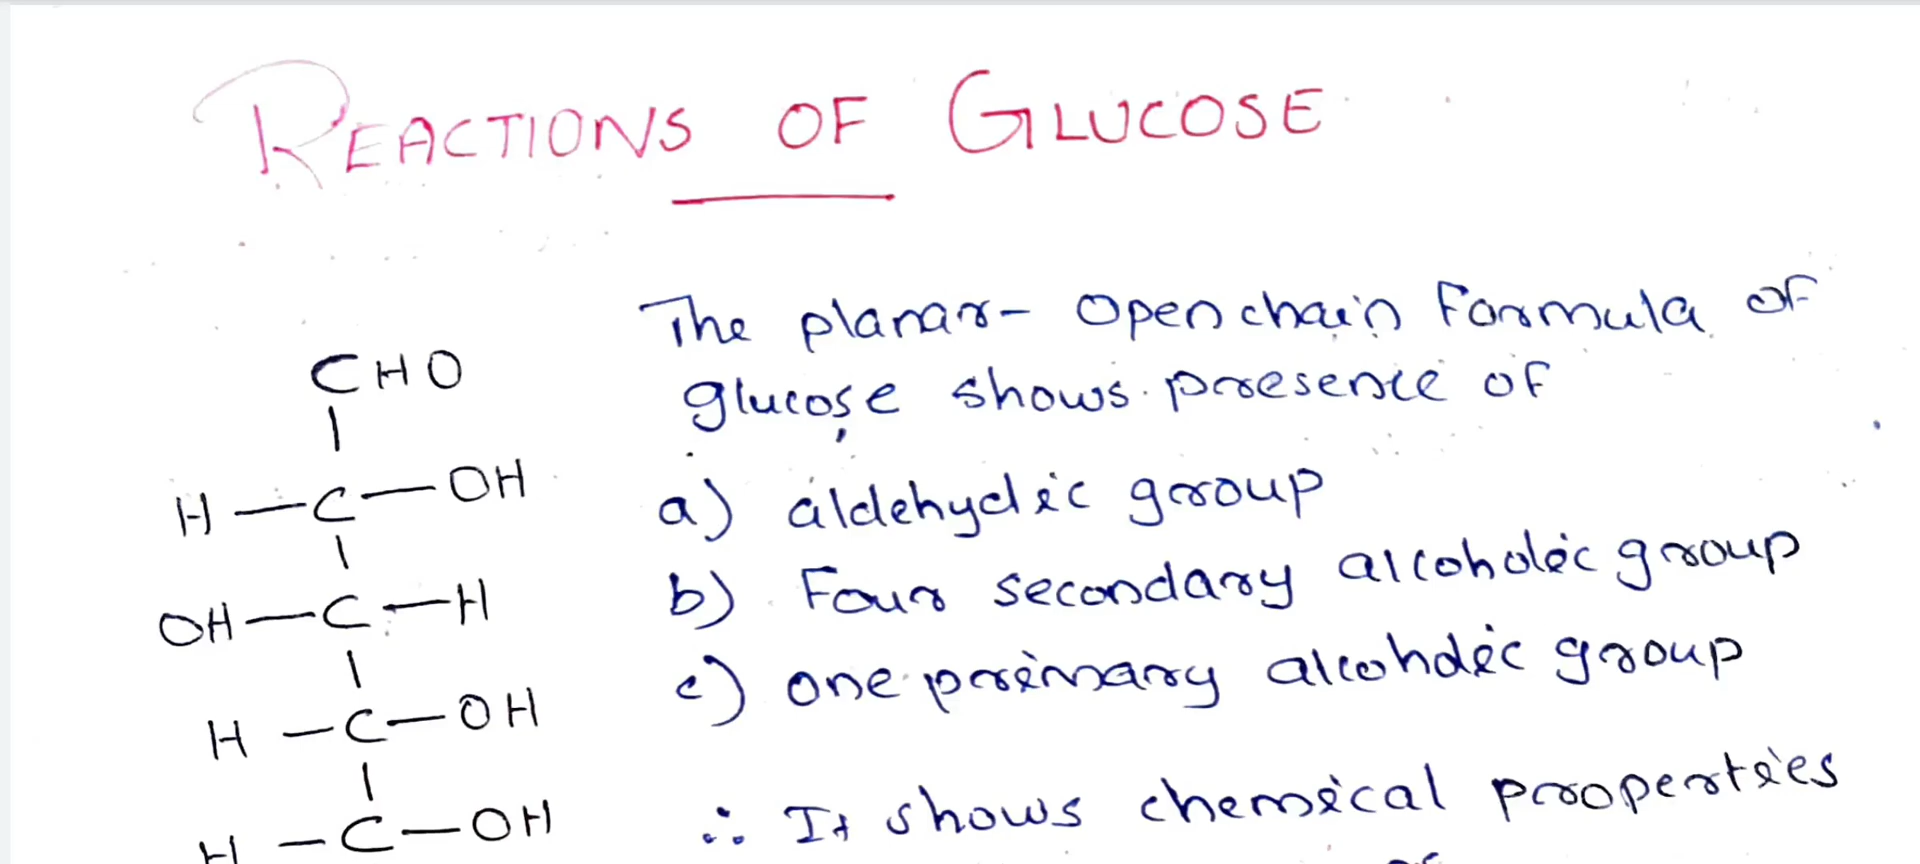 REACTIONS OF GLUCOSE
The planar- Open chain Formula of
glucose shows presence of
a) aldehydic group
b) Four secondary alcoholic group
c) one primary alcoholic group
∴ It shows chemical properties
CHO
|
H — C — OH
|
OH — C — H
|
H — C — OH
|
H — C — OH